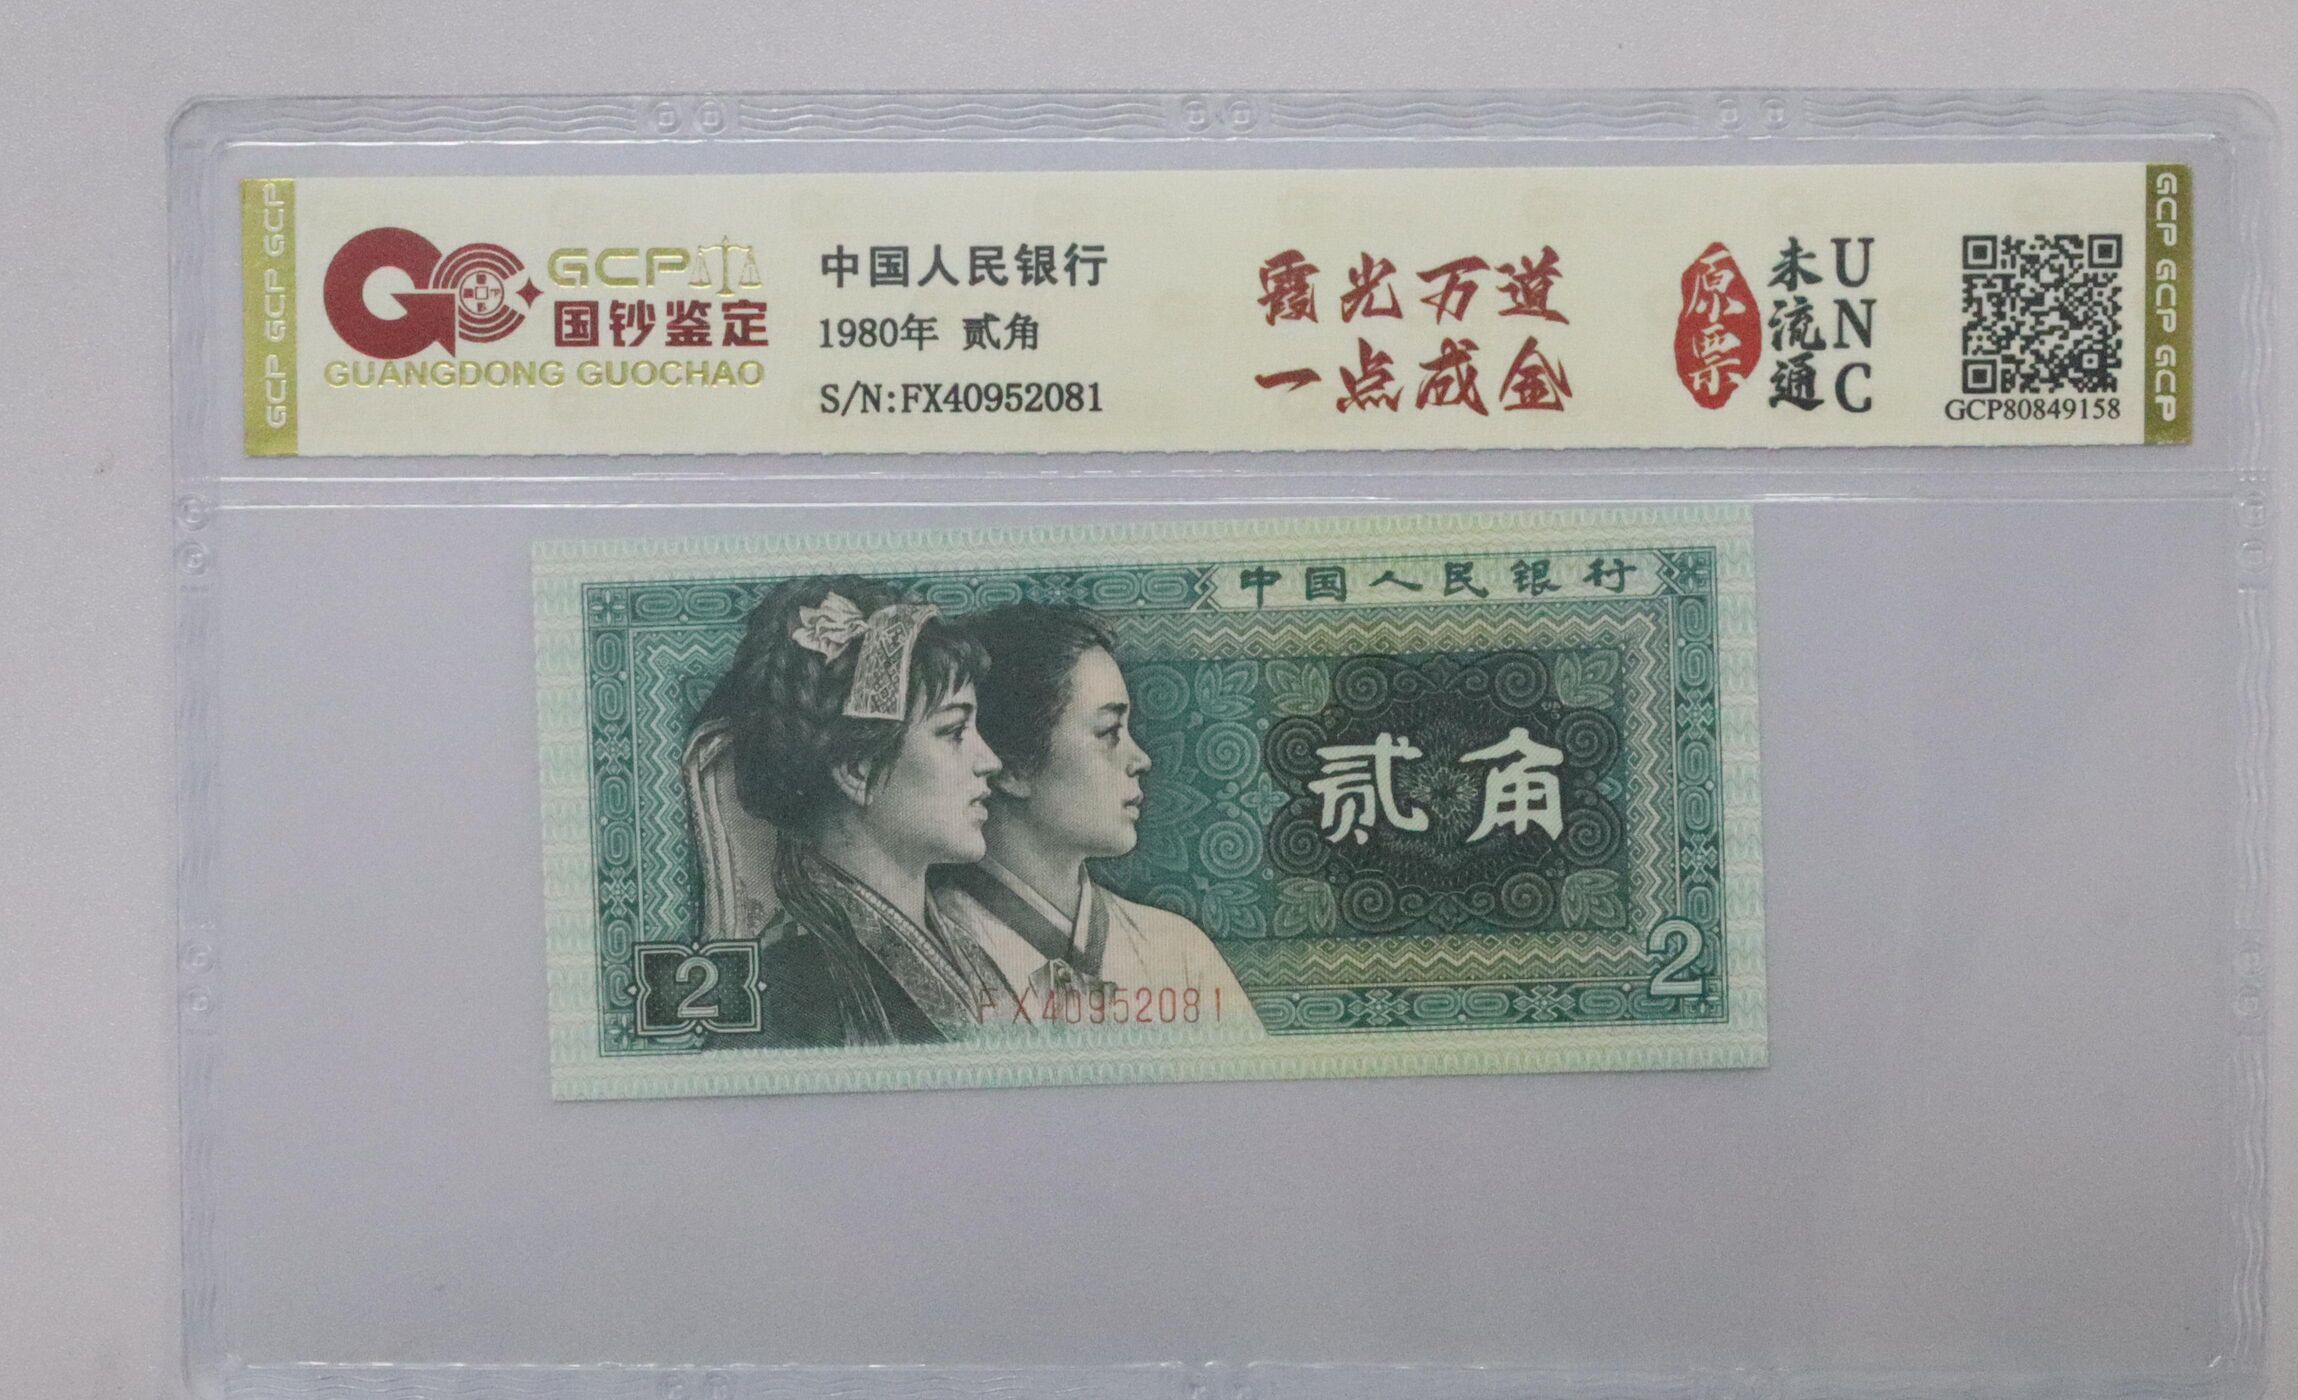 GCP GCP GCP
GCP
国钞鉴定
GUANGDONG GUOCHAO
中国人民银行
1980年 贰角
S/N:FX40952081
霞光万道
一点成金
原票
未流通
UNC
GCP80849158
GCP GCP GCP
中国人民银行
贰角
2
2
FX40952081